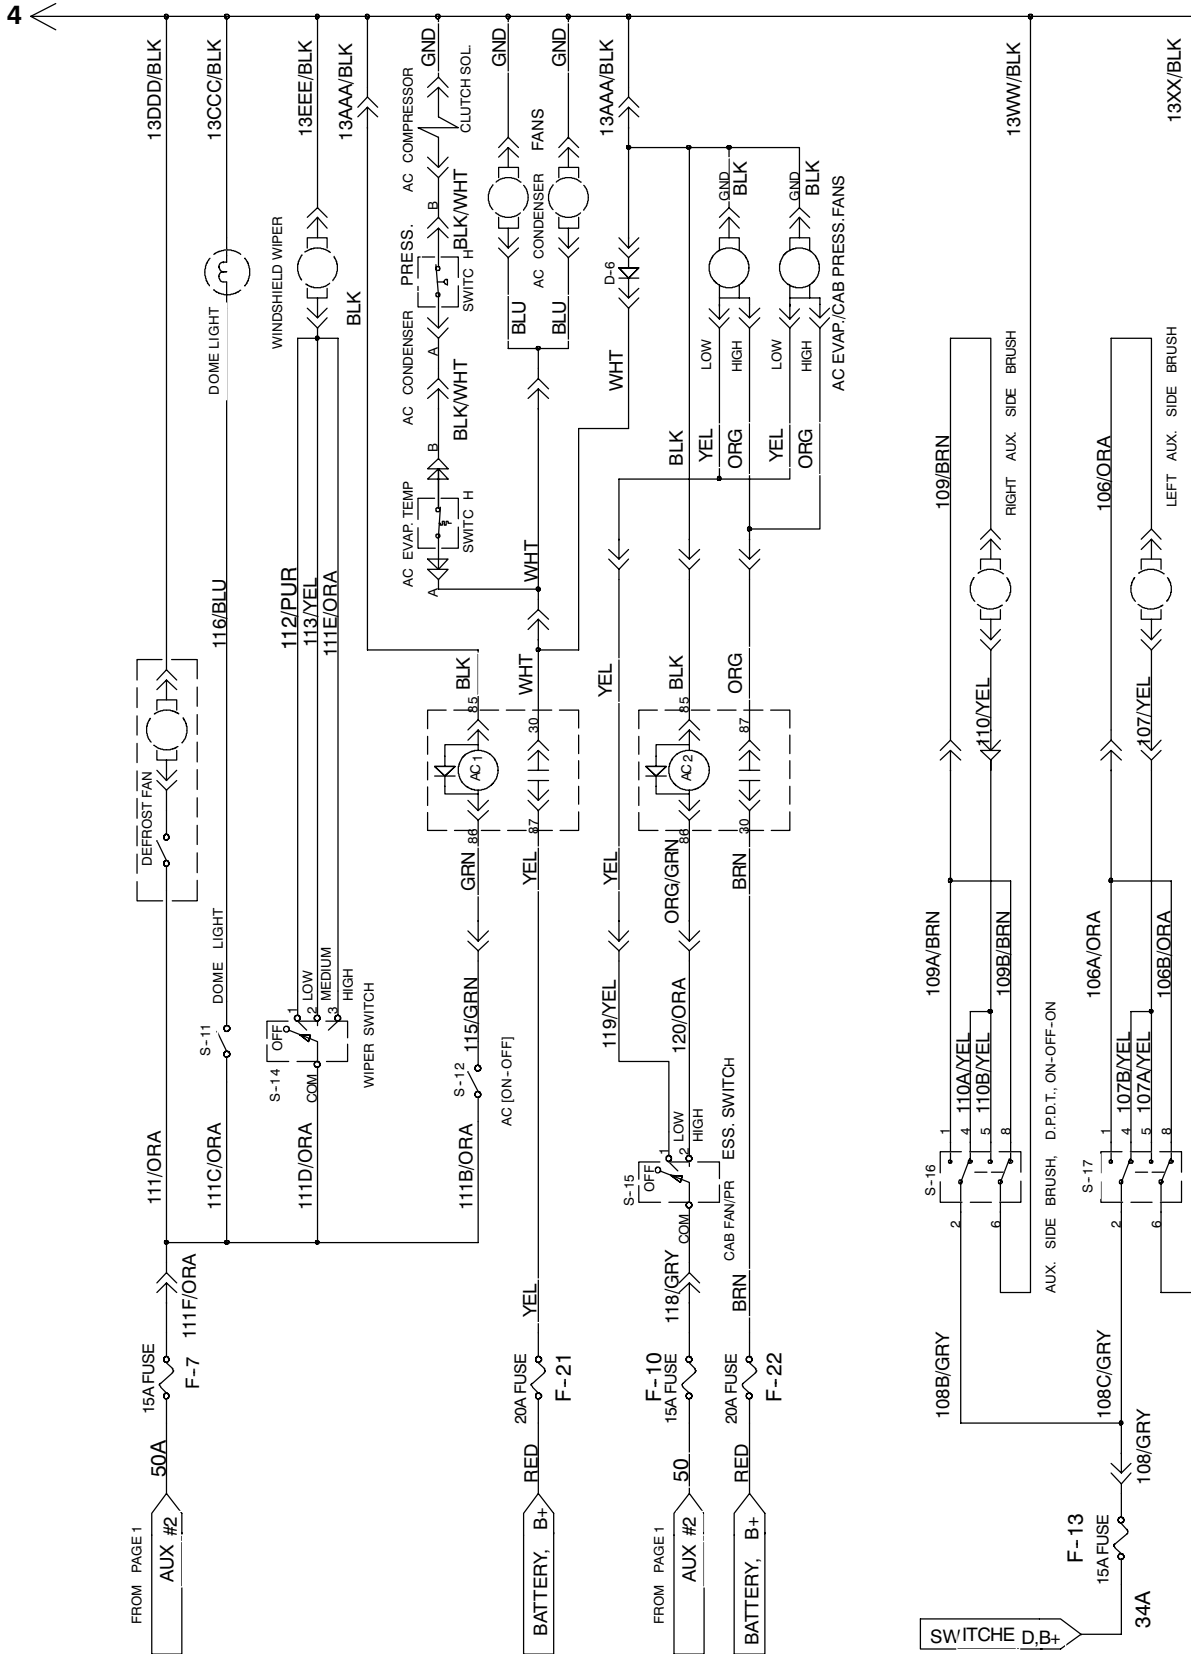 4
13DDD/BLK
13CCC/BLK
13EEE/BLK
13AAA/BLK
GND
GND
GND
13AAA/BLK
13WW/BLK
13XX/BLK
AC COMPRESSOR
CLUTCH SOL.
AC CONDENSER FANS
WINDSHIELD WIPER
DOME LIGHT
BLK
B
BLK/WHT
PRESS.
SWITC H
AC CONDENSER
A
BLK/WHT
B
AC EVAP. TEMP
SWITC H
A
BLU
BLU
D-6
WHT
GND
BLK
GND
BLK
LOW
HIGH
LOW
HIGH
AC EVAP./CAB PRESS.FANS
BLK
YEL
ORG
YEL
ORG
109/BRN
RIGHT AUX. SIDE BRUSH
106/ORA
LEFT AUX. SIDE BRUSH
116/BLU
112/PUR
113/YEL
111E/ORA
WHT
DEFROST FAN
BLK
WHT
YEL
BLK
ORG
110/YEL
107/YEL
85
30
AC1
86
87
85
87
AC2
86
30
GRN
YEL
YEL
ORG/GRN
BRN
DOME LIGHT
S-11
1
2
3
LOW
MEDIUM
HIGH
OFF
S-14
COM
WIPER SWITCH
115/GRN
S-12
AC [ON-OFF]
119/YEL
120/ORA
1
2
LOW
HIGH
OFF
S-15
COM
CAB FAN/PR ESS. SWITCH
109A/BRN
110A/YEL
110B/YEL
109B/BRN
1
4
5
8
S-16
2
6
AUX. SIDE BRUSH, D.P.D.T., ON-OFF-ON
106A/ORA
107B/YEL
107A/YEL
106B/ORA
1
4
5
8
S-17
2
6
111/ORA
111C/ORA
111D/ORA
111B/ORA
111F/ORA
15A FUSE
F-7
YEL
20A FUSE
F-21
118/GRY
F-10
15A FUSE
BRN
20A FUSE
F-22
108B/GRY
108C/GRY
108/GRY
F-13
15A FUSE
34A
50A
RED
50
RED
FROM PAGE 1
AUX #2
BATTERY, B+
FROM PAGE 1
AUX #2
BATTERY, B+
SWITCHE D,B+